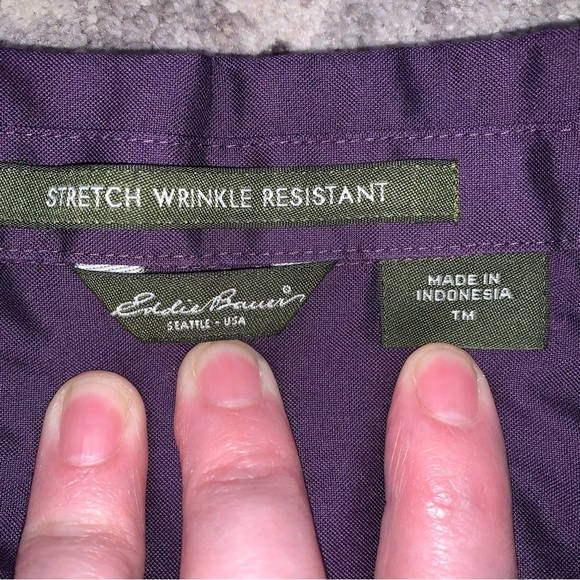 STRETCH WRINKLE RESISTANT
Eddie Bauer®
SEATTLE - USA
MADE IN
INDONESIA
TM